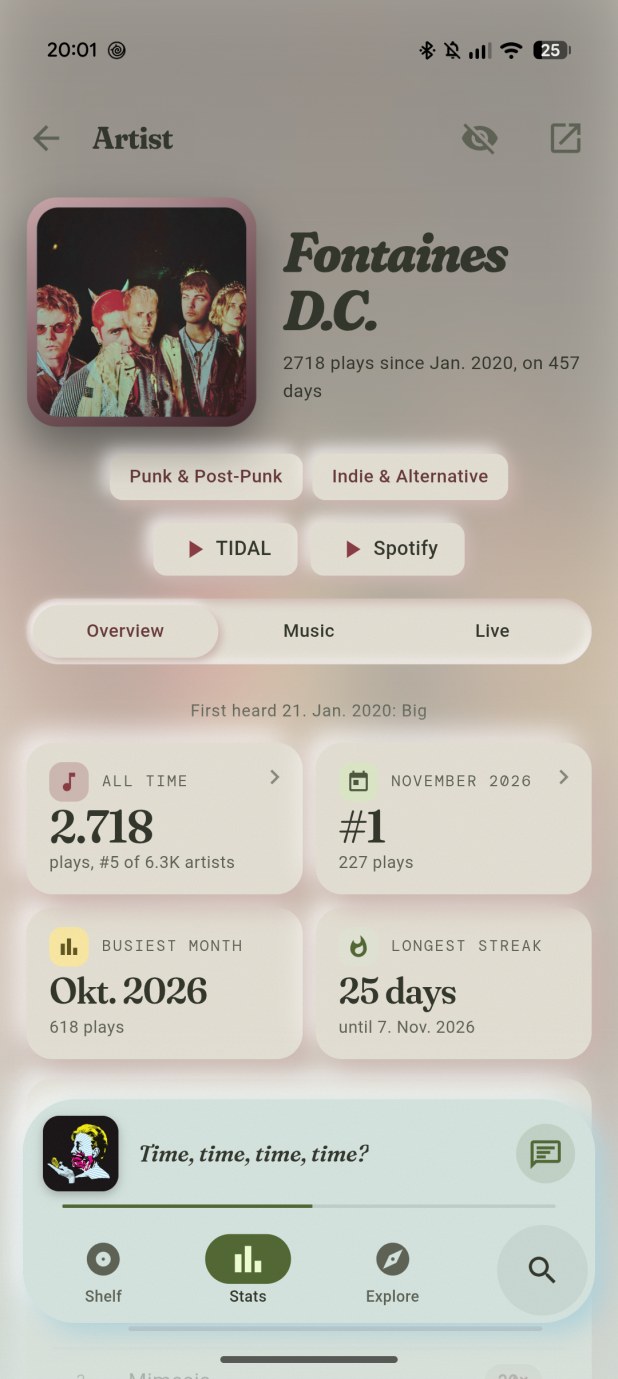 20:01
25
Artist
Fontaines
D.C.
2718 plays since Jan. 2020, on 457
days
Punk & Post-Punk
Indie & Alternative
TIDAL
Spotify
Overview
Music
Live
First heard 21. Jan. 2020: Big
ALL TIME
2.718
plays, #5 of 6.3K artists
NOVEMBER 2026
#1
227 plays
BUSIEST MONTH
Okt. 2026
618 plays
LONGEST STREAK
25 days
until 7. Nov. 2026
Time, time, time, time?
Shelf
Stats
Explore